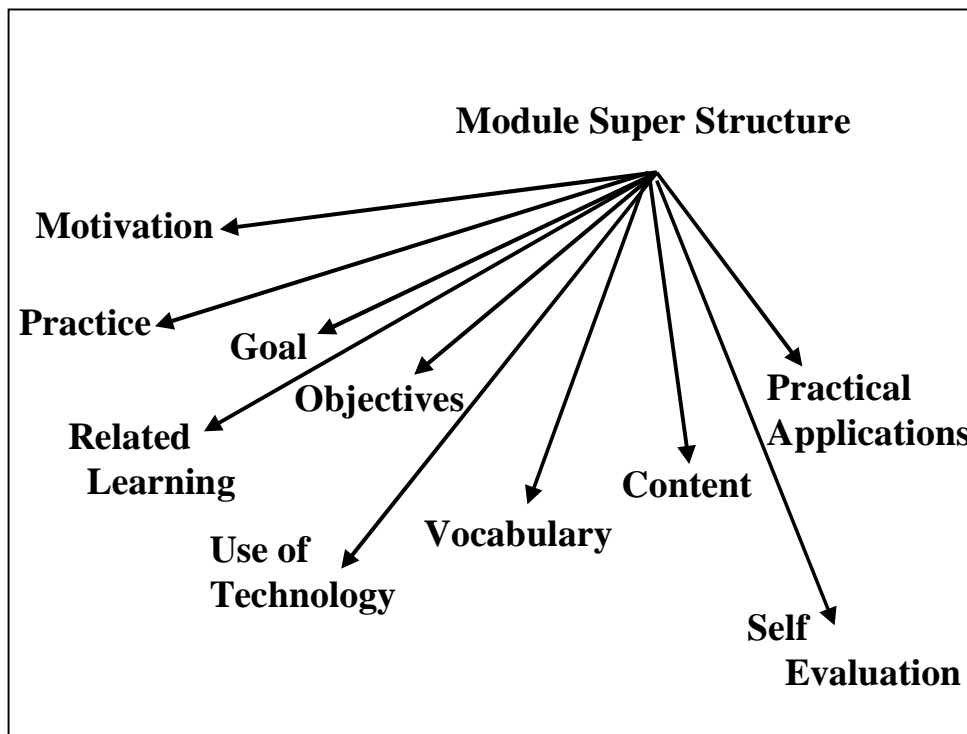 Module Super Structure
Motivation
Practice
Goal
Objectives
Related
Learning
Use of
Technology
Vocabulary
Content
Practical
Applications
Self
Evaluation